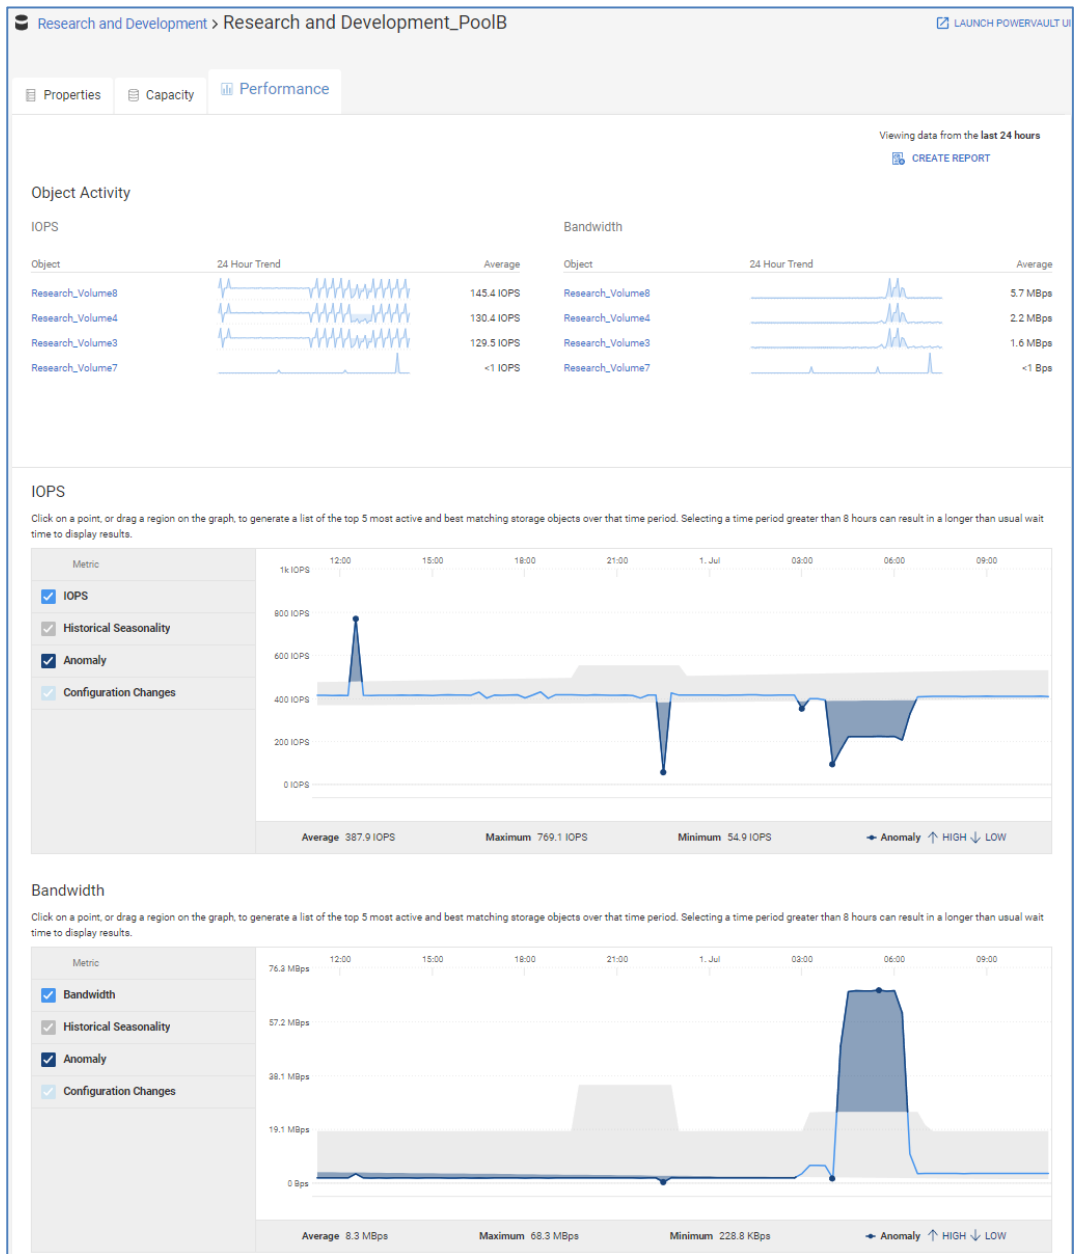 Research and Development > Research and Development_PoolB
LAUNCH POWERVAULT UI
Properties
Capacity
Performance
Viewing data from the last 24 hours
CREATE REPORT
Object Activity
IOPS
Object 24 Hour Trend Average
Research_Volume8 145.4 IOPS
Research_Volume4 130.4 IOPS
Research_Volume3 129.5 IOPS
Research_Volume7 <1 IOPS
Bandwidth
Object 24 Hour Trend Average
Research_Volume8 5.7 MBps
Research_Volume4 2.2 MBps
Research_Volume3 1.6 MBps
Research_Volume7 <1 Bps
IOPS
Click on a point, or drag a region on the graph, to generate a list of the top 5 most active and best matching storage objects over that time period. Selecting a time period greater than 8 hours can result in a longer than usual wait
time to display results.
Metric
IOPS
Historical Seasonality
Anomaly
Configuration Changes
12:00 15:00 18:00 21:00 1. Jul 03:00 06:00 09:00
1k IOPS
800 IOPS
600 IOPS
400 IOPS
200 IOPS
0 IOPS
Average 387.9 IOPS Maximum 769.1 IOPS Minimum 54.9 IOPS Anomaly ↑ HIGH ↓ LOW
Bandwidth
Click on a point, or drag a region on the graph, to generate a list of the top 5 most active and best matching storage objects over that time period. Selecting a time period greater than 8 hours can result in a longer than usual wait
time to display results.
Metric
Bandwidth
Historical Seasonality
Anomaly
Configuration Changes
12:00 15:00 18:00 21:00 1. Jul 03:00 06:00 09:00
76.3 MBps
57.2 MBps
38.1 MBps
19.1 MBps
0 Bps
Average 8.3 MBps Maximum 68.3 MBps Minimum 228.8 KBps Anomaly ↑ HIGH ↓ LOW